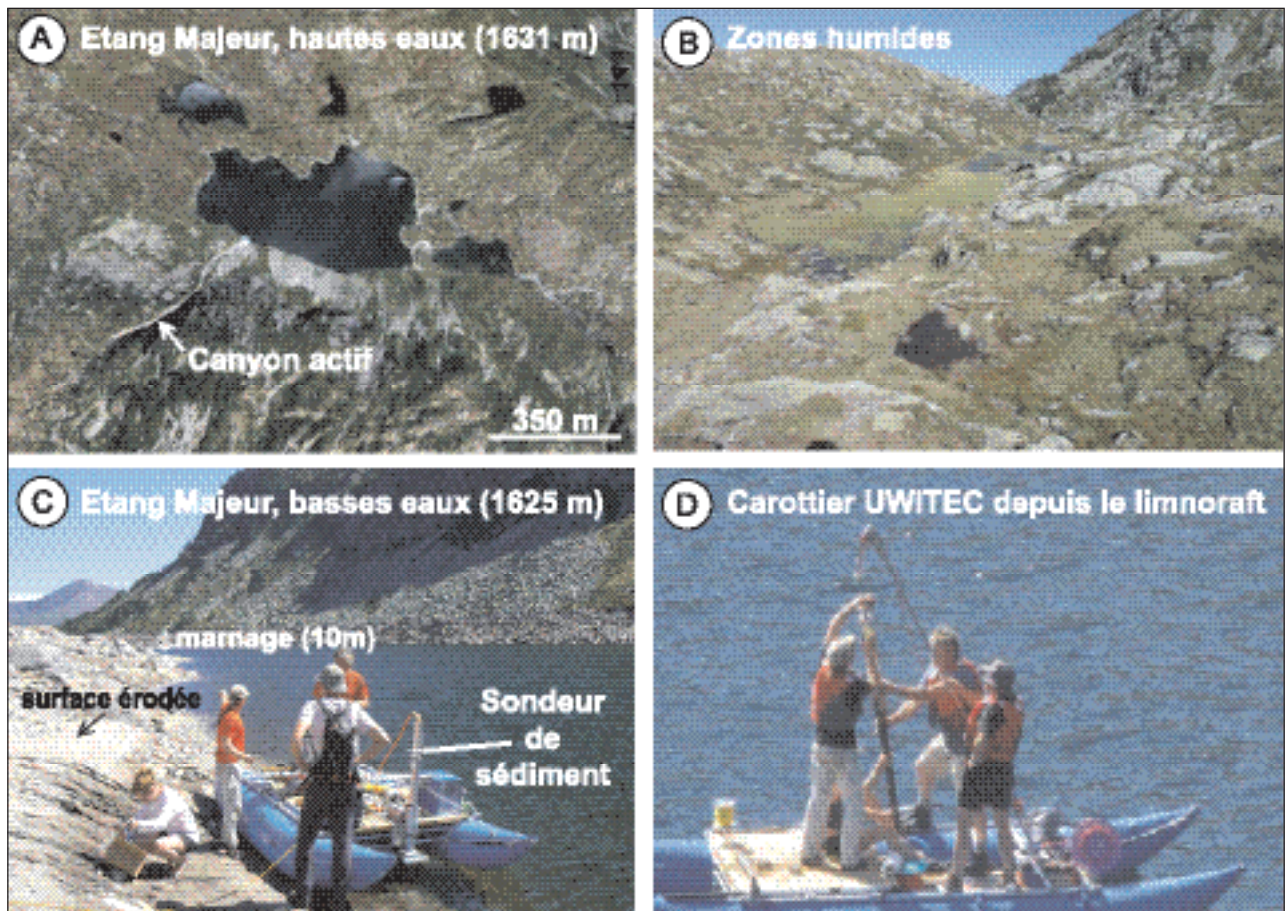 A Etang Majeur, hautes eaux (1631 m)
Canyon actif
350 m
B Zones humides
C Etang Majeur, basses eaux (1625 m)
marnage (10m)
surface érodée
Sondeur
de
sédiment
D Carottier UWITEC depuis le limnoraft